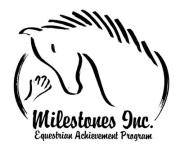 Milestones Inc.
Equestrian Achievement Program